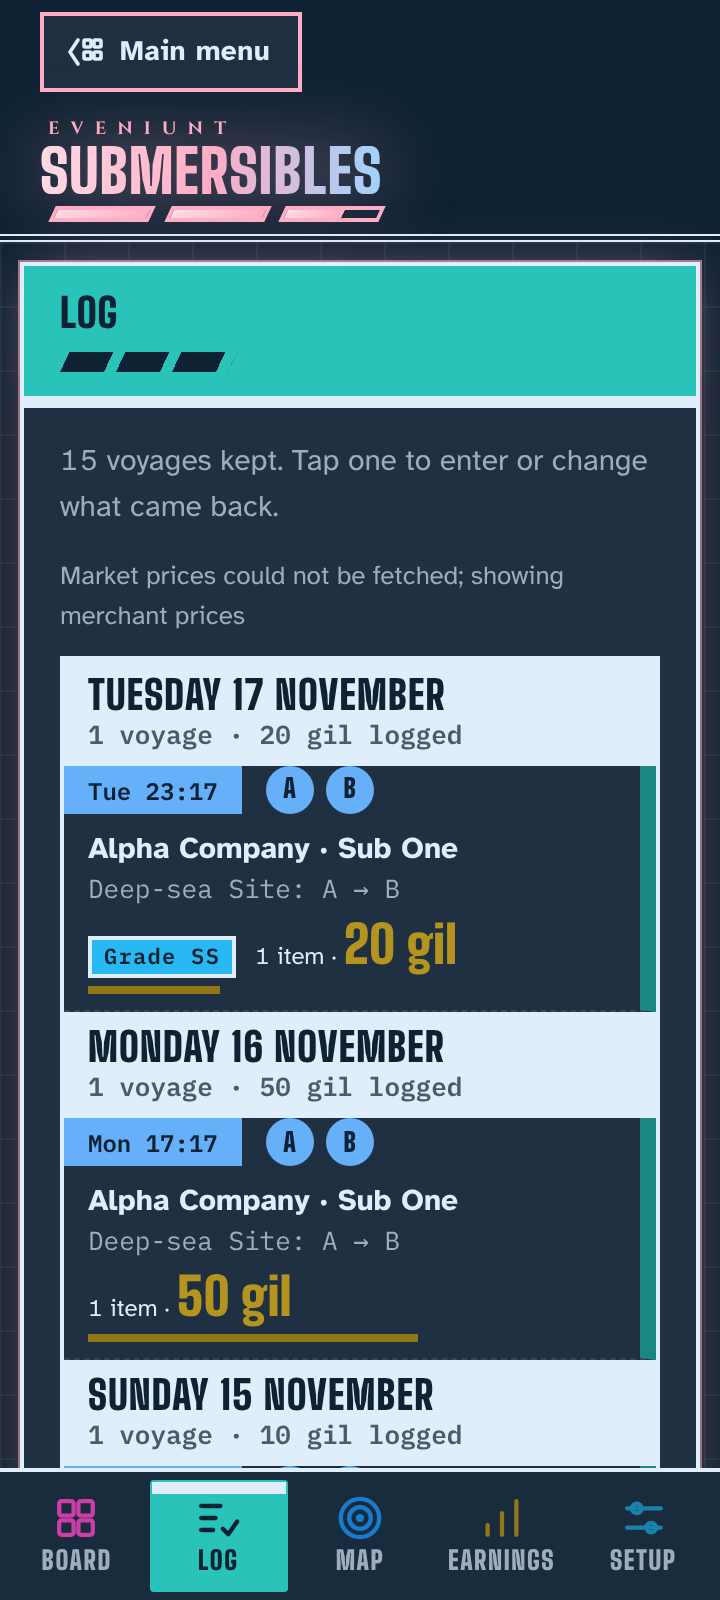 Main menu
EVENIUNT
SUBMERSIBLES
LOG
15 voyages kept. Tap one to enter or change
what came back.
Market prices could not be fetched; showing
merchant prices
TUESDAY 17 NOVEMBER
1 voyage · 20 gil logged
Tue 23:17 A B
Alpha Company · Sub One
Deep-sea Site: A → B
Grade SS 1 item · 20 gil
MONDAY 16 NOVEMBER
1 voyage · 50 gil logged
Mon 17:17 A B
Alpha Company · Sub One
Deep-sea Site: A → B
1 item · 50 gil
SUNDAY 15 NOVEMBER
1 voyage · 10 gil logged
BOARD LOG MAP EARNINGS SETUP